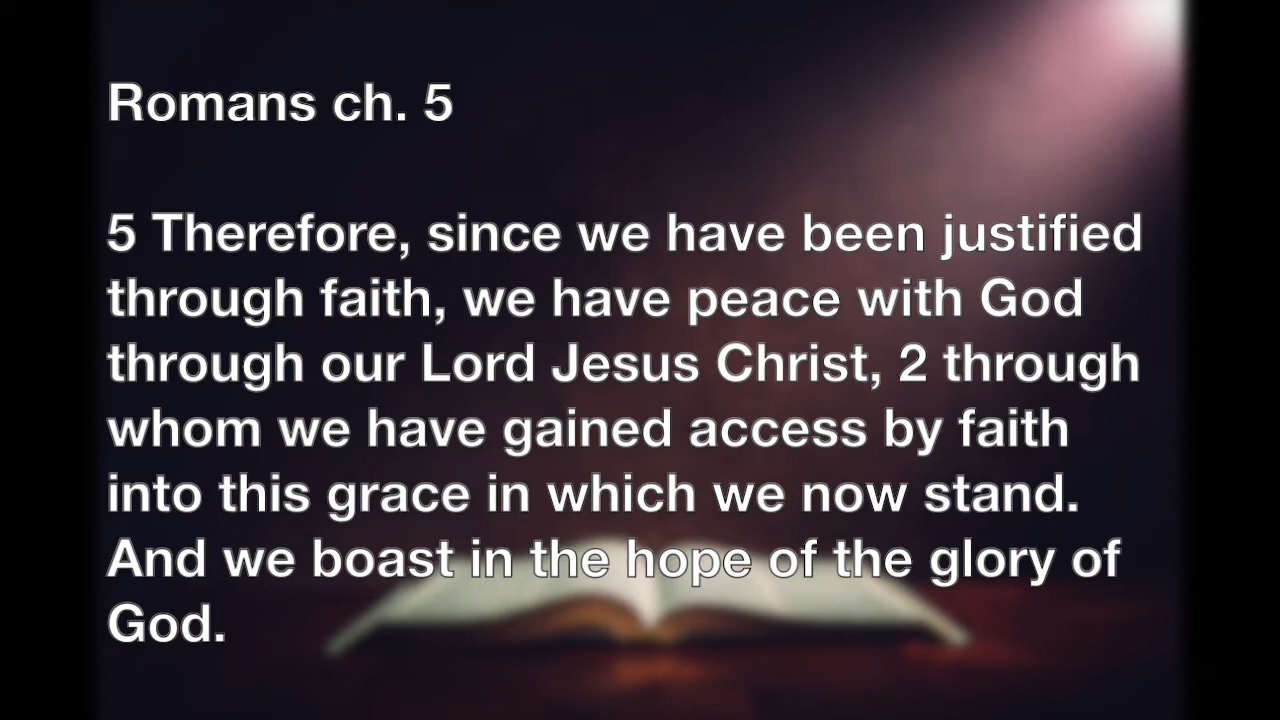 Romans ch. 5
5 Therefore, since we have been justified
through faith, we have peace with God
through our Lord Jesus Christ, 2 through
whom we have gained access by faith
into this grace in which we now stand.
And we boast in the hope of the glory of
God.